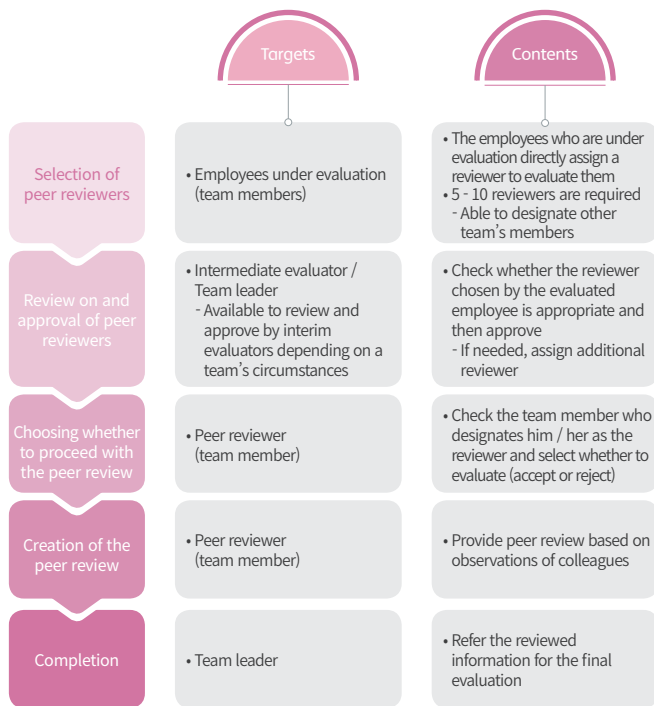 Targets
Contents
Selection of
peer reviewers
• Employees under evaluation
(team members)
• The employees who are under
evaluation directly assign a
reviewer to evaluate them
• 5 - 10 reviewers are required
- Able to designate other
team's members
Review on and
approval of peer
reviewers
• Intermediate evaluator /
Team leader
- Available to review and
approve by interim
evaluators depending on a
team's circumstances
• Check whether the reviewer
chosen by the evaluated
employee is appropriate and
then approve
- If needed, assign additional
reviewer
Choosing whether
to proceed with
the peer review
• Peer reviewer
(team member)
• Check the team member who
designates him / her as the
reviewer and select whether to
evaluate (accept or reject)
Creation of the
peer review
• Peer reviewer
(team member)
• Provide peer review based on
observations of colleagues
Completion
• Team leader
• Refer the reviewed
information for the final
evaluation